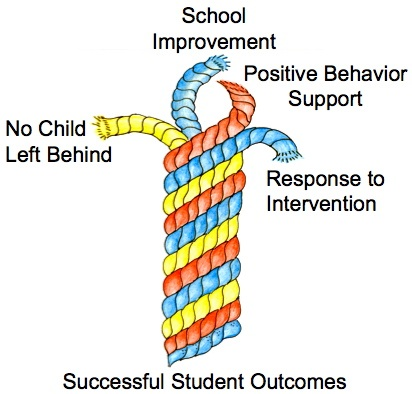 School
Improvement
Positive Behavior
Support
No Child
Left Behind
Response to
Intervention
Successful Student Outcomes